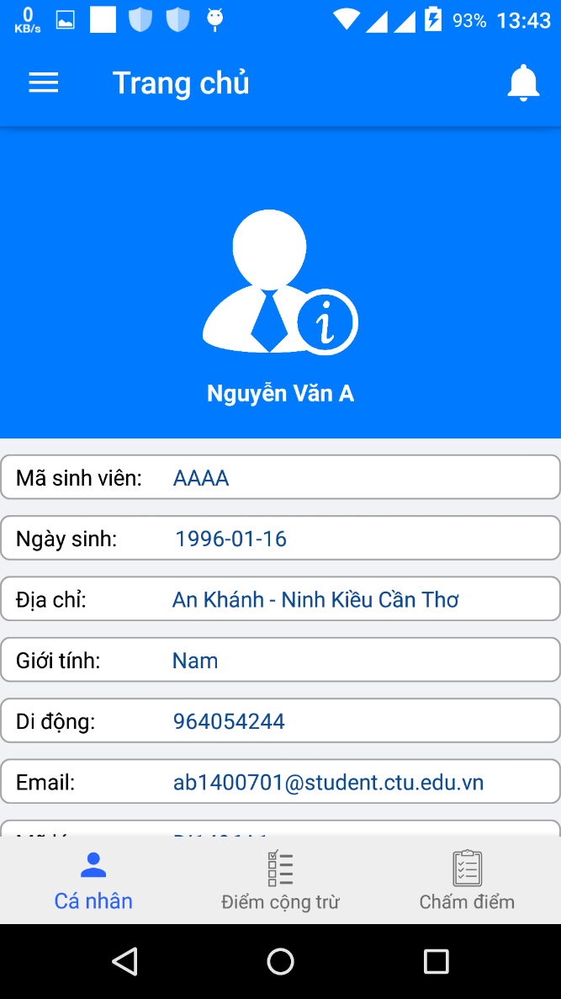 0
KB/s
93% 13:43
Trang chủ
i
Nguyễn Văn A
Mã sinh viên: AAAA
Ngày sinh: 1996-01-16
Địa chỉ: An Khánh - Ninh Kiều Cần Thơ
Giới tính: Nam
Di động: 964054244
Email: ab1400701@student.ctu.edu.vn
Cá nhân Điểm cộng trừ Chấm điểm